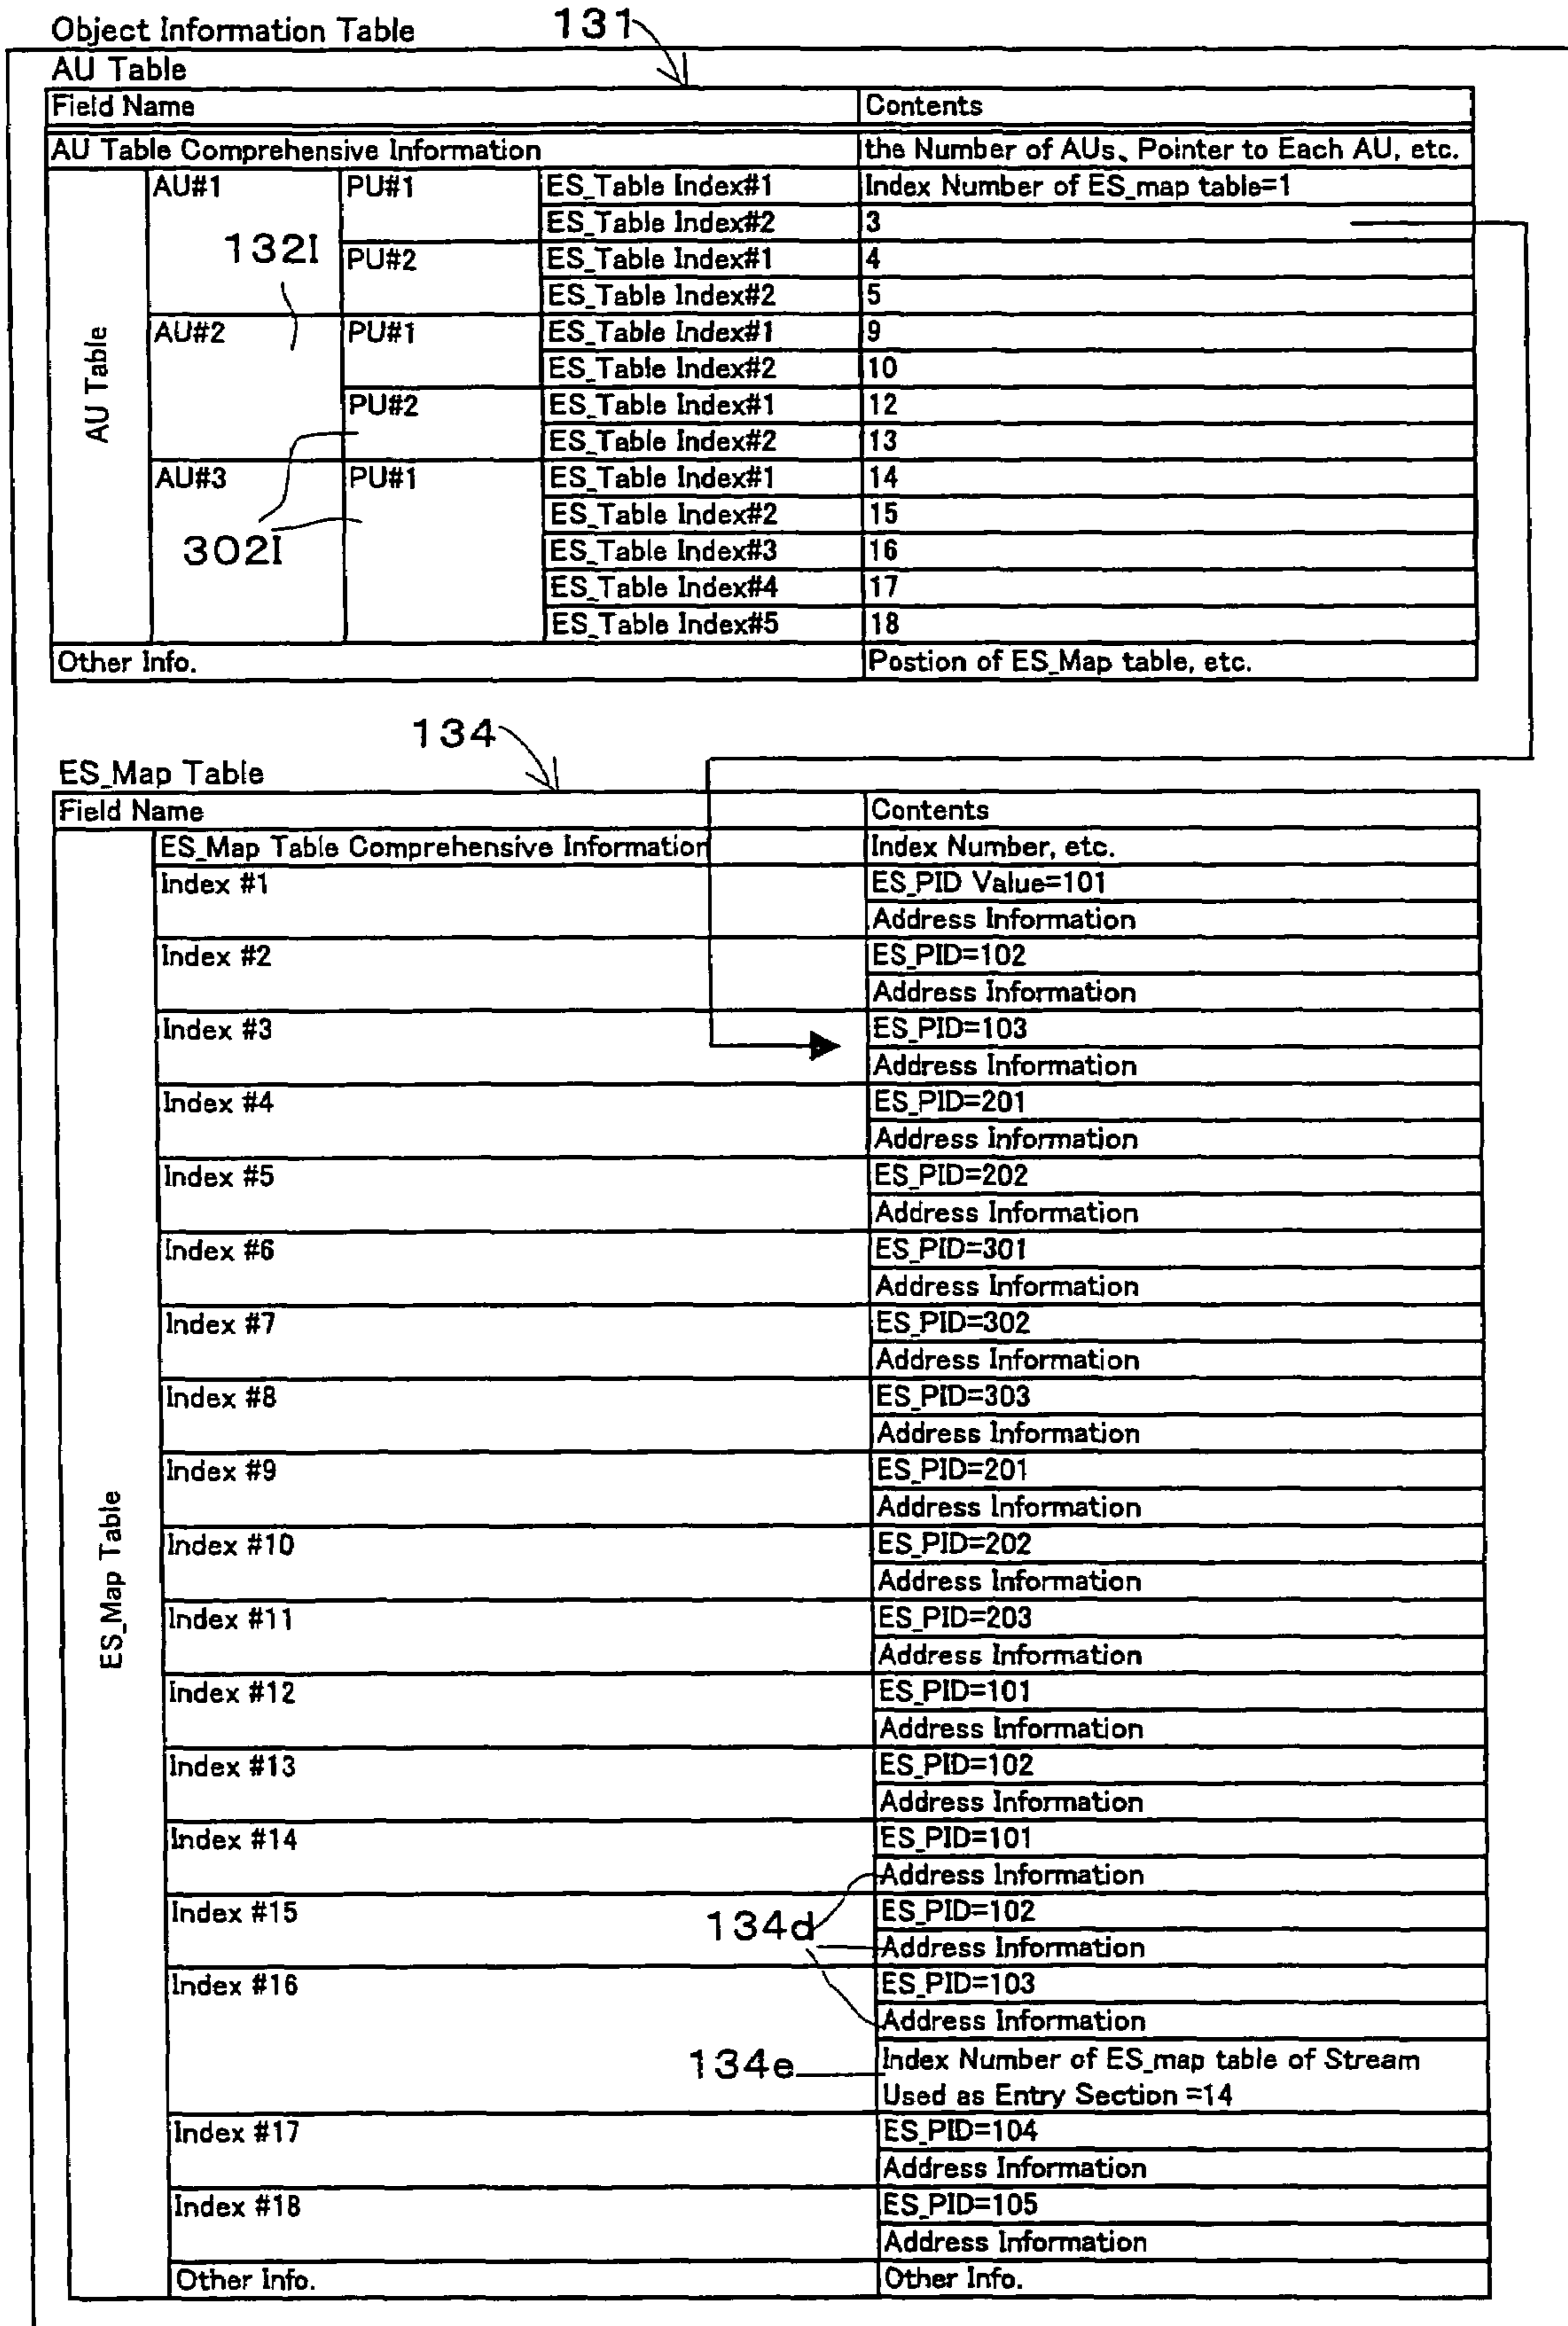 Object Information Table
131
AU Table
Field Name Contents
AU Table Comprehensive Information the Number of AUs、Pointer to Each AU, etc.
AU#1 PU#1 ES_Table Index#1 Index Number of ES_map table=1
ES_Table Index#2 3
132I
PU#2 ES_Table Index#1 4
ES_Table Index#2 5
AU Table
AU#2 PU#1 ES_Table Index#1 9
ES_Table Index#2 10
PU#2 ES_Table Index#1 12
ES_Table Index#2 13
AU#3 PU#1 ES_Table Index#1 14
ES_Table Index#2 15
302I
ES_Table Index#3 16
ES_Table Index#4 17
ES_Table Index#5 18
Other Info. Postion of ES_Map table, etc.
134
ES_Map Table
Field Name Contents
ES_Map Table Comprehensive Information Index Number, etc.
Index #1 ES_PID Value=101
Address Information
Index #2 ES_PID=102
Address Information
Index #3 ES_PID=103
Address Information
Index #4 ES_PID=201
Address Information
Index #5 ES_PID=202
Address Information
Index #6 ES_PID=301
Address Information
Index #7 ES_PID=302
Address Information
Index #8 ES_PID=303
Address Information
Index #9 ES_PID=201
Address Information
ES_Map Table
Index #10 ES_PID=202
Address Information
Index #11 ES_PID=203
Address Information
Index #12 ES_PID=101
Address Information
Index #13 ES_PID=102
Address Information
Index #14 ES_PID=101
Address Information
Index #15 ES_PID=102
134d
Address Information
Index #16 ES_PID=103
Address Information
134e
Index Number of ES_map table of Stream
Used as Entry Section =14
Index #17 ES_PID=104
Address Information
Index #18 ES_PID=105
Address Information
Other Info. Other Info.